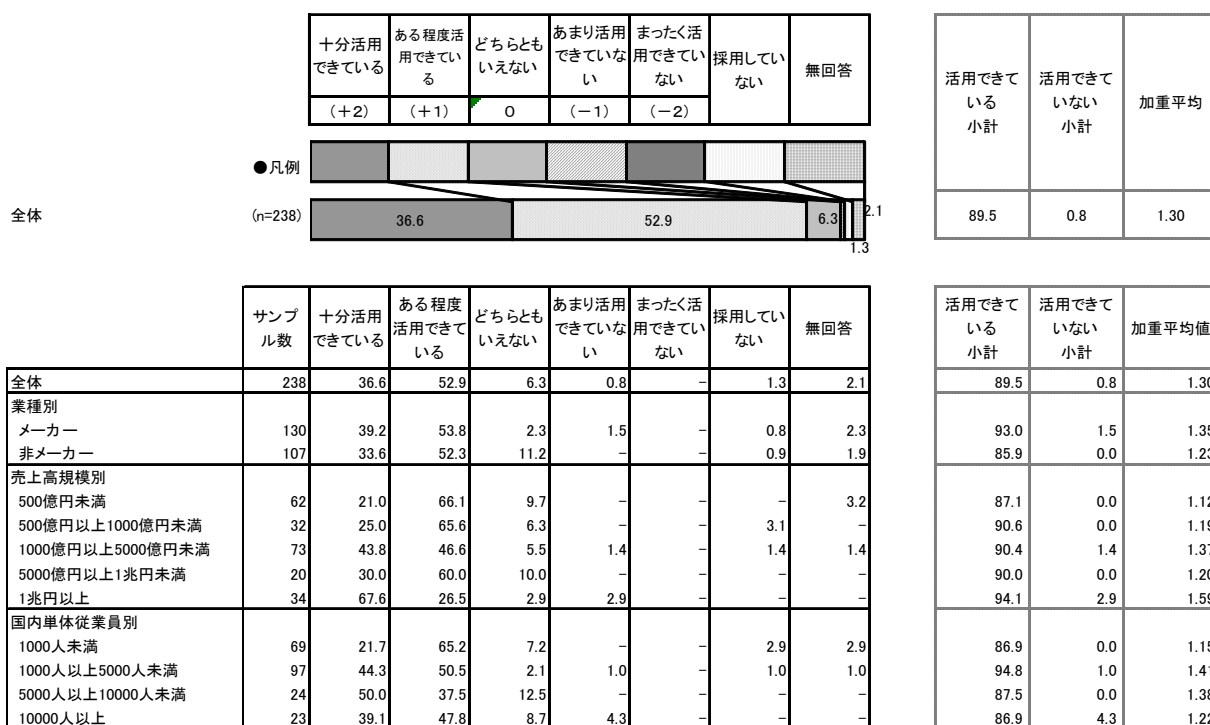 十分活用できている ある程度活用できている どちらともいえない あまり活用できていない まったく活用できていない 採用していない 無回答 活用できている小計 活用できていない小計 加重平均
（＋2） （＋1） 0 （－1） （－2）
●凡例
全体 (n=238) 36.6 52.9 6.3 2.1 89.5 0.8 1.30
1.3
サンプル数 十分活用できている ある程度活用できている どちらともいえない あまり活用できていない まったく活用できていない 採用していない 無回答 活用できている小計 活用できていない小計 加重平均値
全体 238 36.6 52.9 6.3 0.8 − 1.3 2.1 89.5 0.8 1.30
業種別
メーカー 130 39.2 53.8 2.3 1.5 − 0.8 2.3 93.0 1.5 1.35
非メーカー 107 33.6 52.3 11.2 − − 0.9 1.9 85.9 0.0 1.23
売上高規模別
500億円未満 62 21.0 66.1 9.7 − − − 3.2 87.1 0.0 1.12
500億円以上1000億円未満 32 25.0 65.6 6.3 − − 3.1 − 90.6 0.0 1.19
1000億円以上5000億円未満 73 43.8 46.6 5.5 1.4 − 1.4 1.4 90.4 1.4 1.37
5000億円以上1兆円未満 20 30.0 60.0 10.0 − − − − 90.0 0.0 1.20
1兆円以上 34 67.6 26.5 2.9 2.9 − − − 94.1 2.9 1.59
国内単体従業員別
1000人未満 69 21.7 65.2 7.2 − − 2.9 2.9 86.9 0.0 1.15
1000人以上5000人未満 97 44.3 50.5 2.1 1.0 − 1.0 1.0 94.8 1.0 1.41
5000人以上10000人未満 24 50.0 37.5 12.5 − − − − 87.5 0.0 1.38
10000人以上 23 39.1 47.8 8.7 4.3 − − − 86.9 4.3 1.22